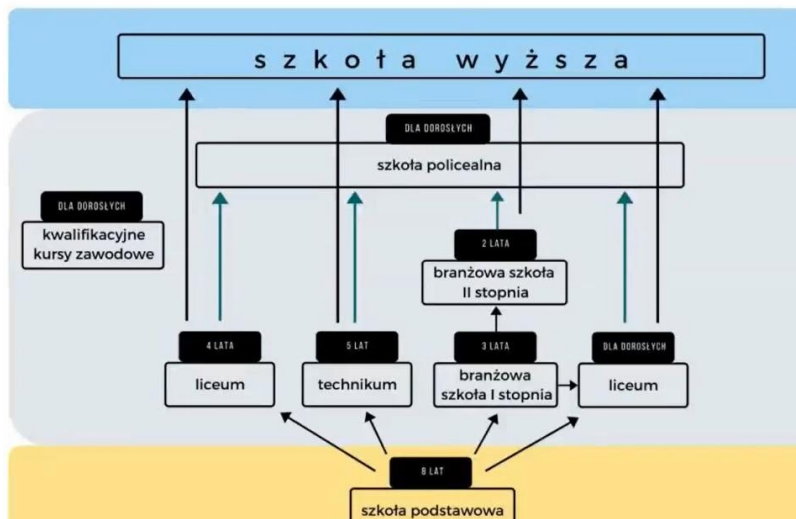 szkoła wyższa
DLA DOROSŁYCH
szkoła policealna
DLA DOROSŁYCH
kwalifikacyjne
kursy zawodowe
2 LATA
branżowa szkoła
II stopnia
4 LATA
liceum
5 LAT
technikum
3 LATA
branżowa
szkoła I stopnia
DLA DOROSŁYCH
liceum
8 LAT
szkoła podstawowa